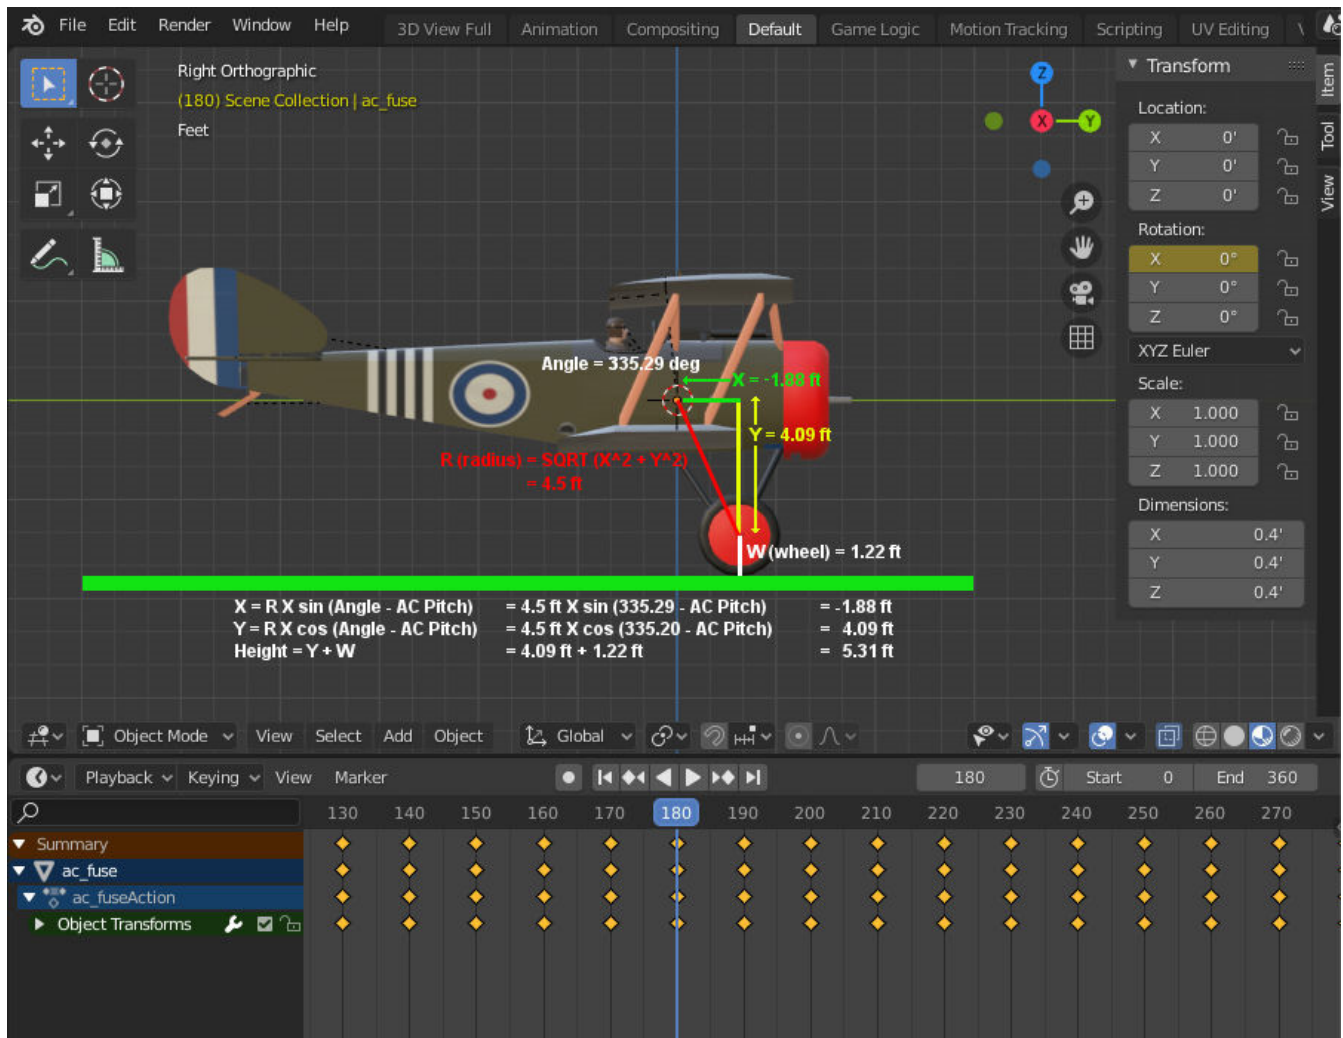 File Edit Render Window Help 3D View Full Animation Compositing Default Game Logic Motion Tracking Scripting UV Editing
Right Orthographic
(180) Scene Collection | ac_fuse
Feet
Z
X
Y
Transform
Item
Tool
View
Location:
X 0'
Y 0'
Z 0'
Rotation:
X 0°
Y 0°
Z 0°
XYZ Euler
Scale:
X 1.000
Y 1.000
Z 1.000
Dimensions:
X 0.4'
Y 0.4'
Z 0.4'
Angle = 335.29 deg
X = -1.88 ft
Y = 4.09 ft
R (radius) = SQRT (X^2 + Y^2)
= 4.5 ft
W (wheel) = 1.22 ft
X = R X sin (Angle - AC Pitch) = 4.5 ft X sin (335.29 - AC Pitch) = -1.88 ft
Y = R X cos (Angle - AC Pitch) = 4.5 ft X cos (335.20 - AC Pitch) = 4.09 ft
Height = Y + W = 4.09 ft + 1.22 ft = 5.31 ft
Object Mode View Select Add Object Global
Playback Keying View Marker 180 Start 0 End 360
130 140 150 160 170 180 190 200 210 220 230 240 250 260 270
Summary
ac_fuse
ac_fuseAction
Object Transforms